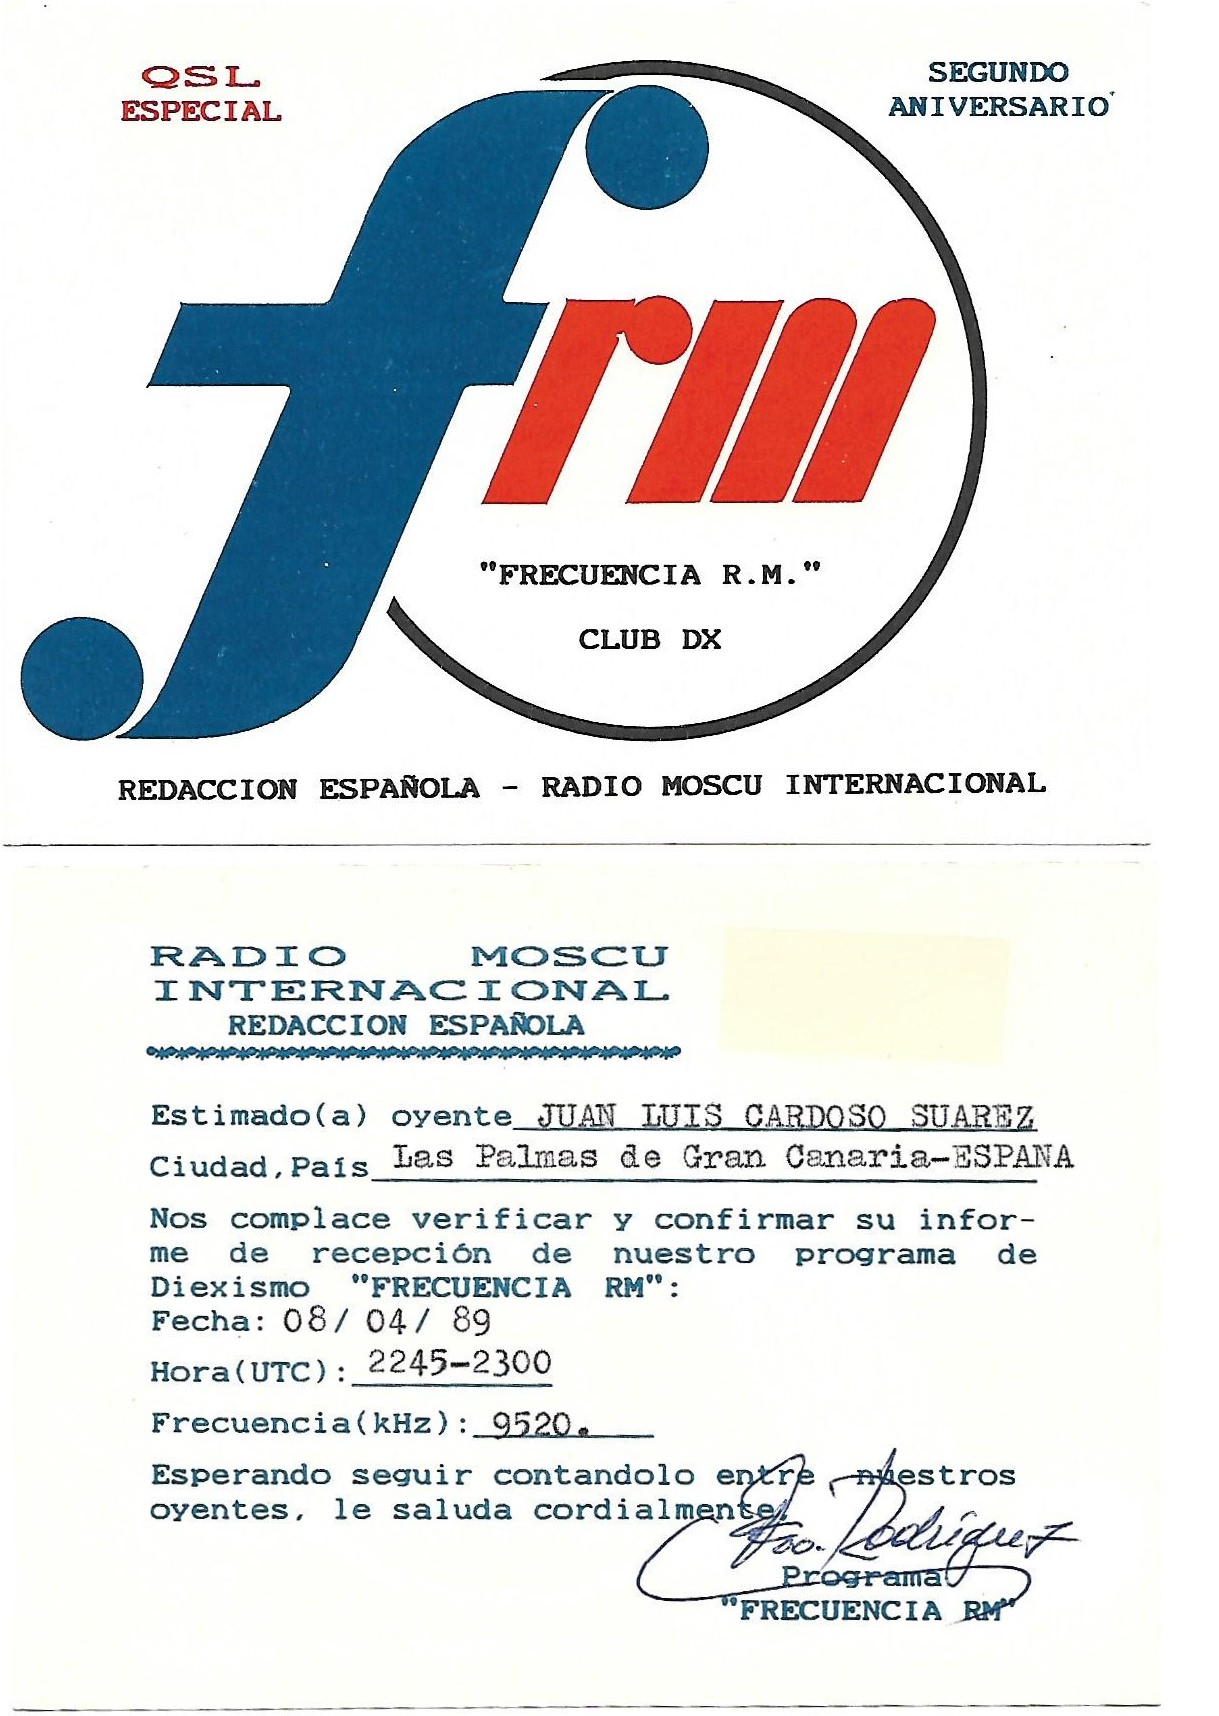 QSL
ESPECIAL
SEGUNDO
ANIVERSARIO
frm
"FRECUENCIA R.M."
CLUB DX
REDACCION ESPAÑOLA - RADIO MOSCU INTERNACIONAL
RADIO MOSCU
INTERNACIONAL
REDACCION ESPAÑOLA
Estimado(a) oyente JUAN LUIS CARDOSO SUAREZ
Ciudad,País Las Palmas de Gran Canaria-ESPANA
Nos complace verificar y confirmar su infor-
me de recepción de nuestro programa de
Diexismo "FRECUENCIA RM":
Fecha: 08/ 04/ 89
Hora(UTC): 2245-2300
Frecuencia(kHz): 9520.
Esperando seguir contandolo entre nuestros
oyentes, le saluda cordialmente,
Fco. Rodríguez
Programa
"FRECUENCIA RM"